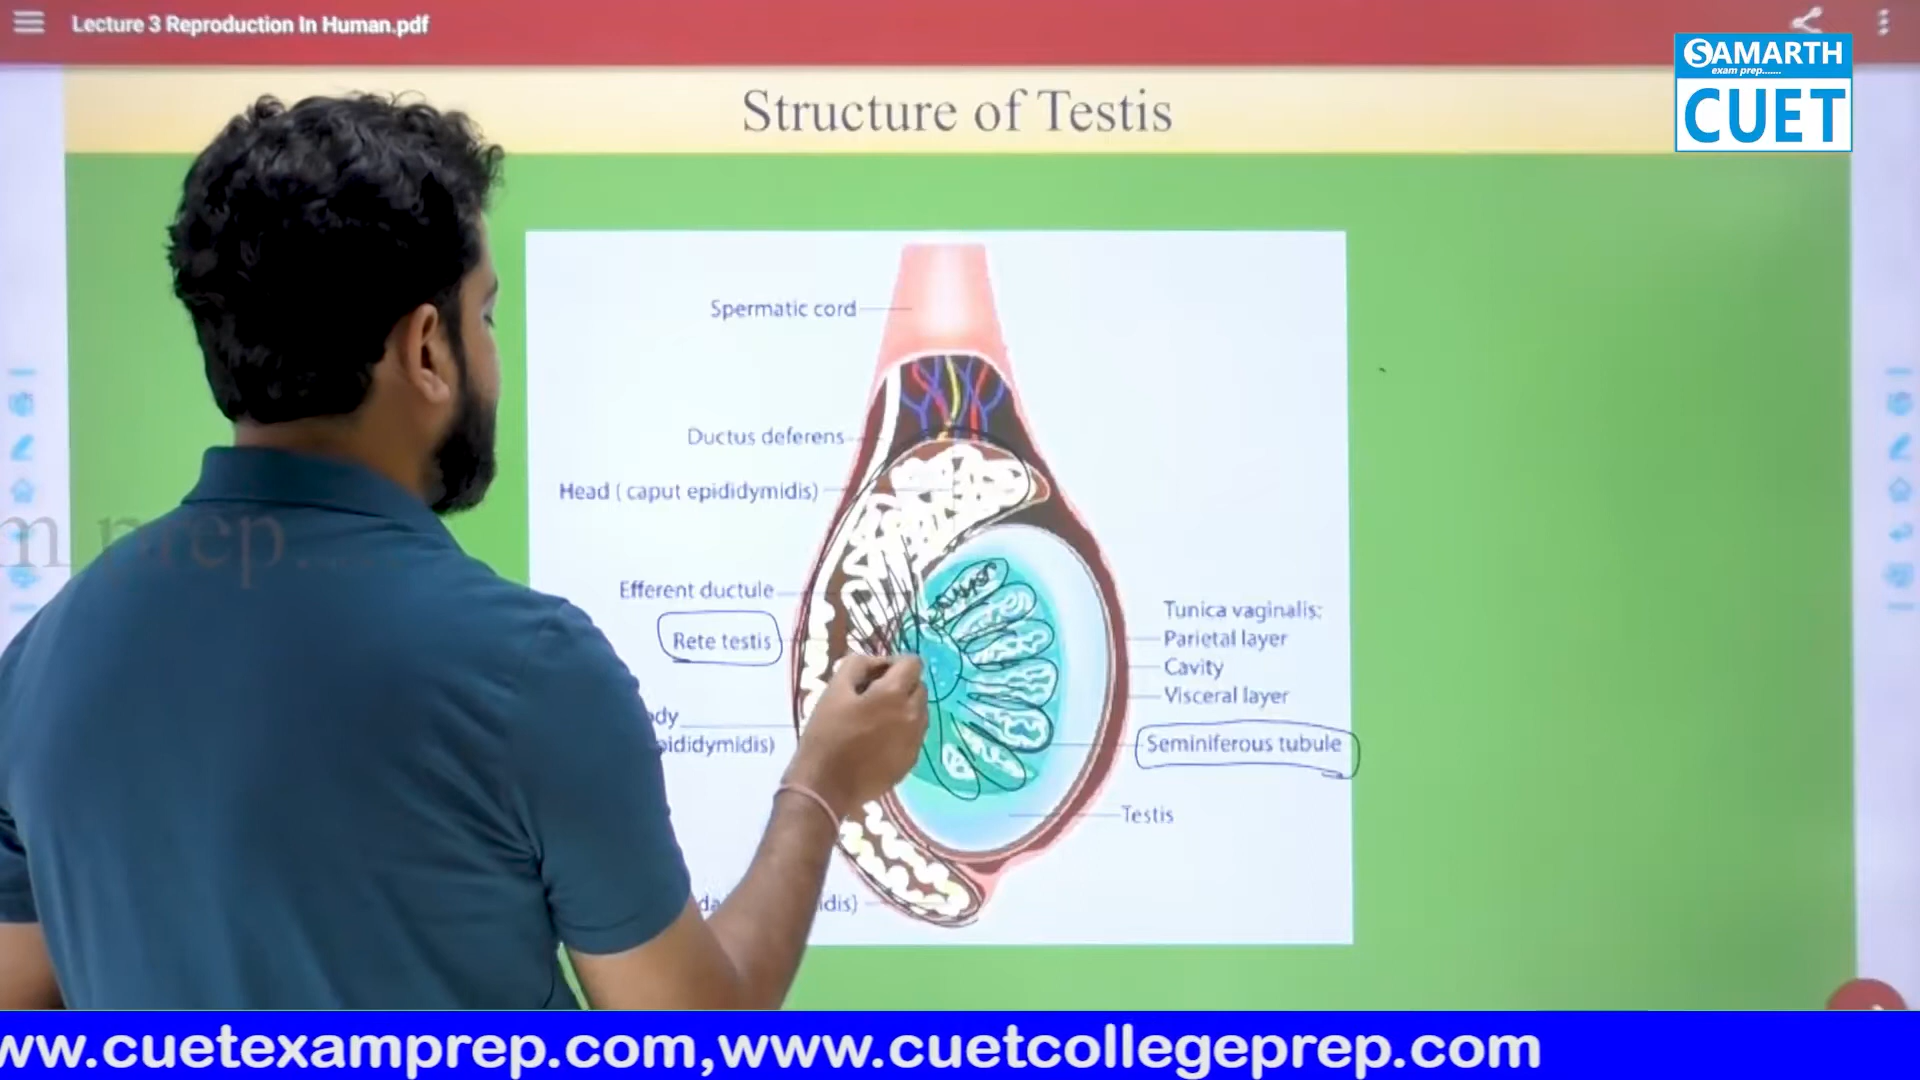 Lecture 3 Reproduction In Human.pdf
SAMARTH
exam prep.......
CUET
Structure of Testis
Spermatic cord
Ductus deferens
Head ( caput epididymidis)
m prep.....
Efferent ductule
Rete testis
Tunica vaginalis:
Parietal layer
Cavity
Visceral layer
Seminiferous tubule
Testis
www.cuetexamprep.com,www.cuetcollegeprep.com